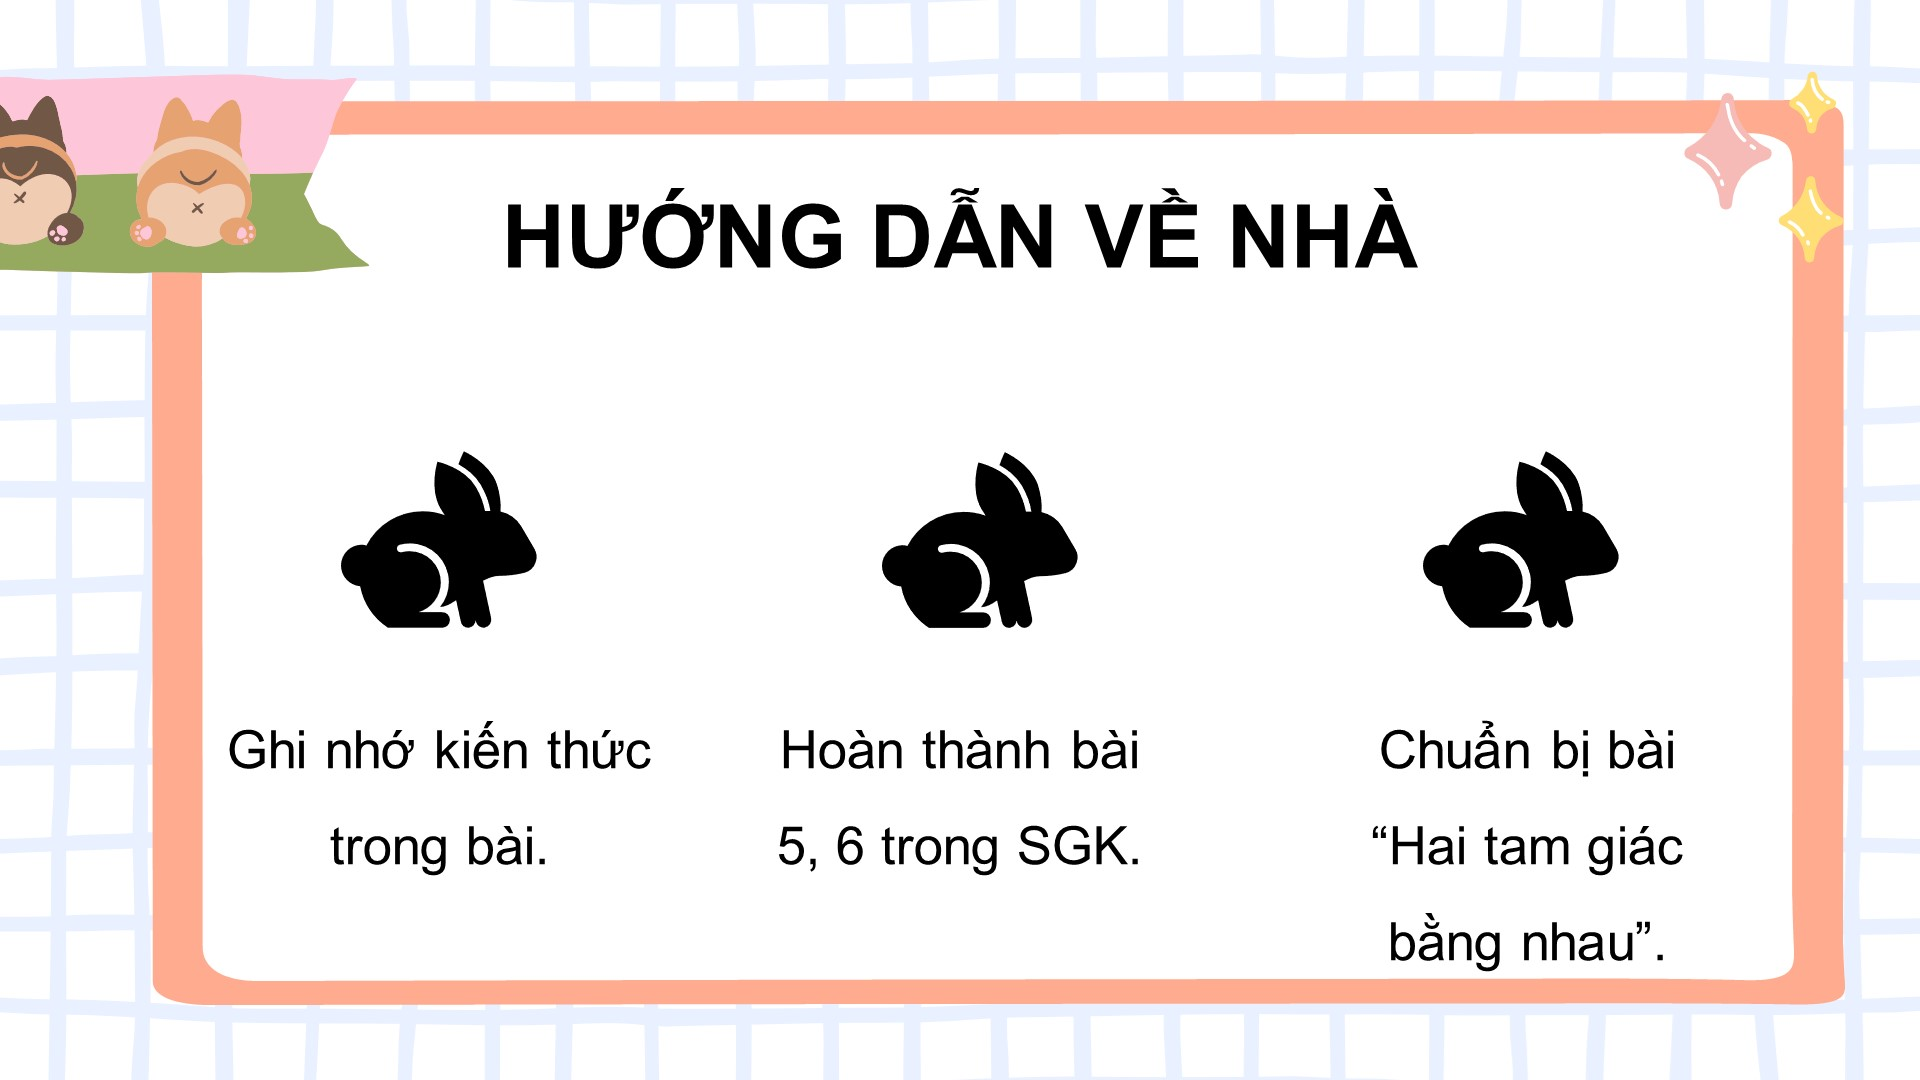 HƯỚNG DẪN VỀ NHÀ
Ghi nhớ kiến thức
trong bài.
Hoàn thành bài
5, 6 trong SGK.
Chuẩn bị bài
“Hai tam giác
bằng nhau”.